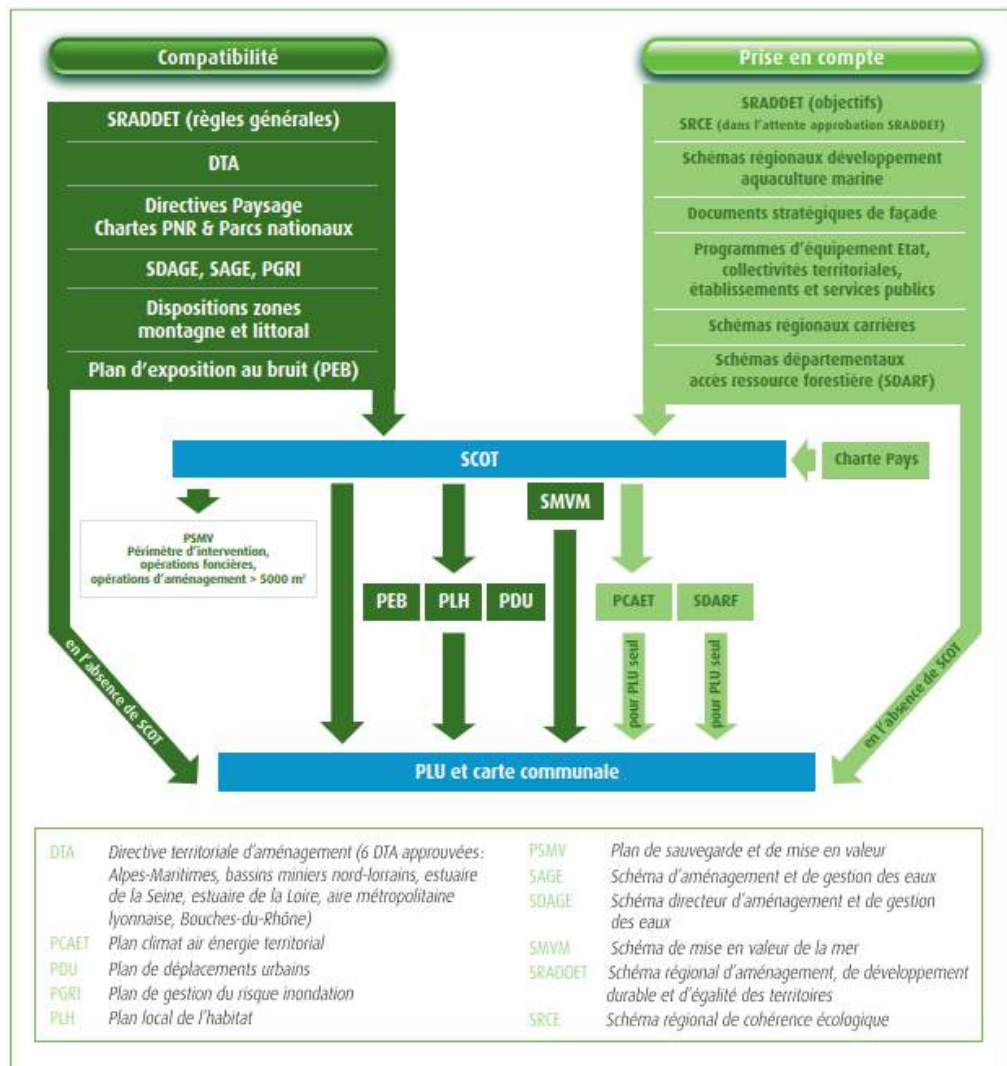 Compatibilité
SRADDET (règles générales)
DTA
Directives Paysage
Chartes PNR & Parcs nationaux
SDAGE, SAGE, PGRI
Dispositions zones
montagne et littoral
Plan d'exposition au bruit (PEB)
Prise en compte
SRADDET (objectifs)
SRCE (dans l'attente approbation SRADDET)
Schémas régionaux développement
aquaculture marine
Documents stratégiques de façade
Programmes d'équipement Etat,
collectivités territoriales,
établissements et services publics
Schémas régionaux carrières
Schémas départementaux
accès ressource forestière (SDARF)
SCOT
Charte Pays
SMVM
PSMV
Périmètre d'intervention,
opérations foncières,
opérations d'aménagement > 5000 m²
PEB
PLH
PDU
PCAET
SDARF
pour PLU seul
pour PLU seul
en l'absence de SCOT
en l'absence de SCOT
PLU et carte communale
DTA Directive territoriale d'aménagement (6 DTA approuvées :
Alpes-Maritimes, bassins miniers nord-lorrains, estuaire
de la Seine, estuaire de la Loire, aire métropolitaine
lyonnaise, Bouches-du-Rhône)
PCAET Plan climat air énergie territorial
PDU Plan de déplacements urbains
PGRI Plan de gestion du risque inondation
PLH Plan local de l'habitat
PSMV Plan de sauvegarde et de mise en valeur
SAGE Schéma d'aménagement et de gestion des eaux
SDAGE Schéma directeur d'aménagement et de gestion
des eaux
SMVM Schéma de mise en valeur de la mer
SRADDET Schéma régional d'aménagement, de développement
durable et d'égalité des territoires
SRCE Schéma régional de cohérence écologique